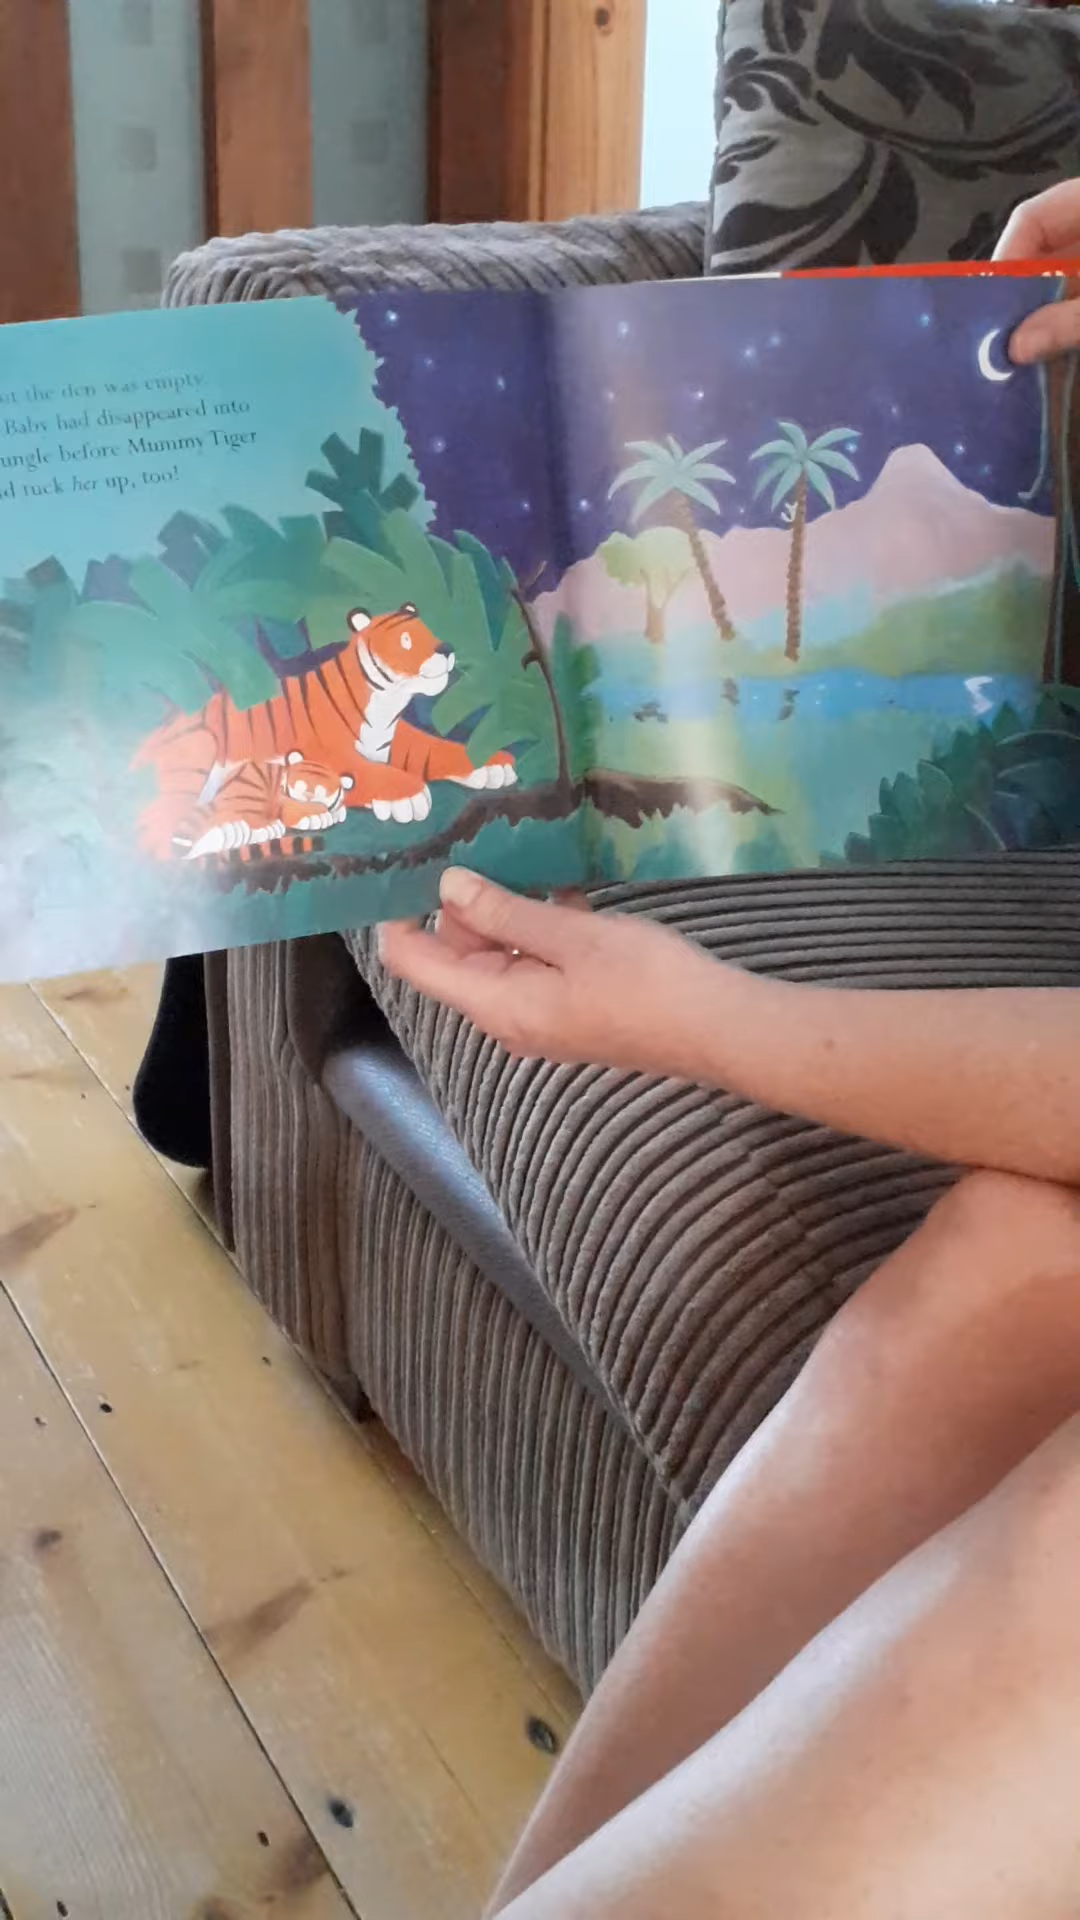 the den was empty.
Baby had disappeared into
ungle before Mummy Tiger
d tuck her up, too!